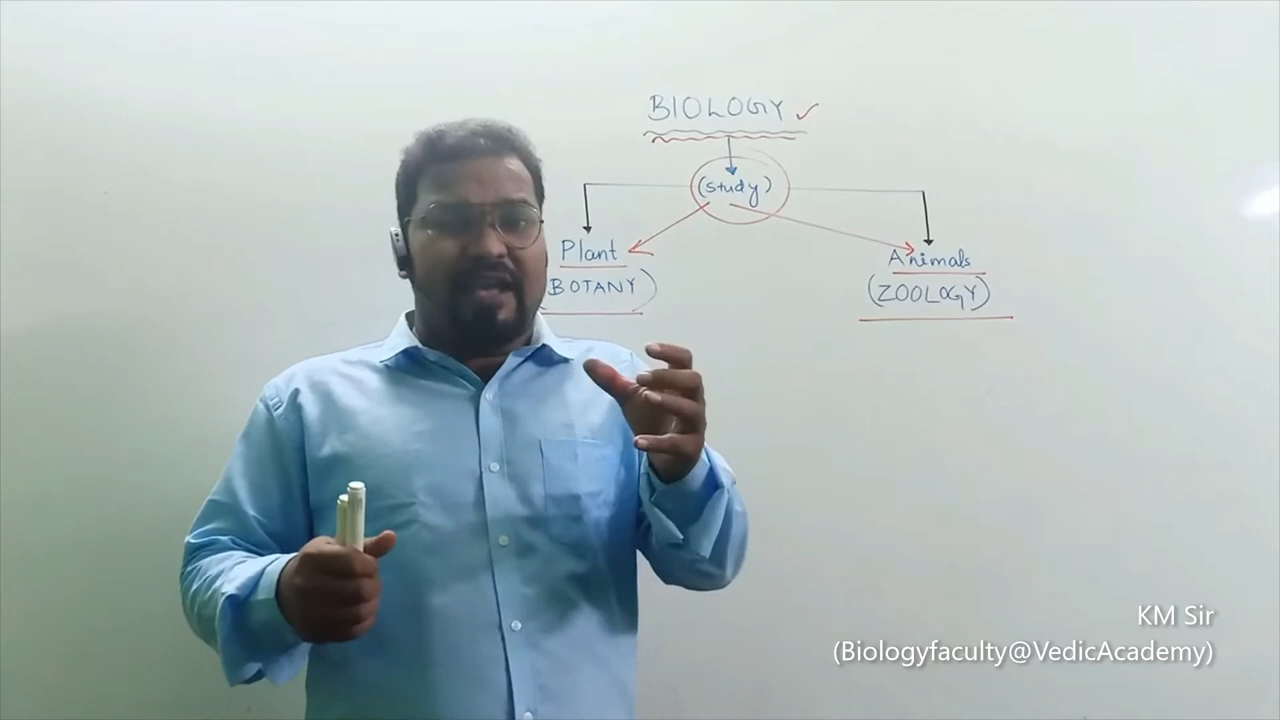 BIOLOGY
(study)
Plant
(BOTANY)
Animals
(ZOOLOGY)
KM Sir
(Biologyfaculty@VedicAcademy)